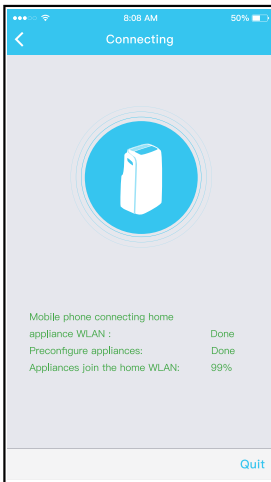 8:08 AM 50%
Connecting
Mobile phone connecting home
appliance WLAN : Done
Preconfigure appliances: Done
Appliances join the home WLAN: 99%
Quit